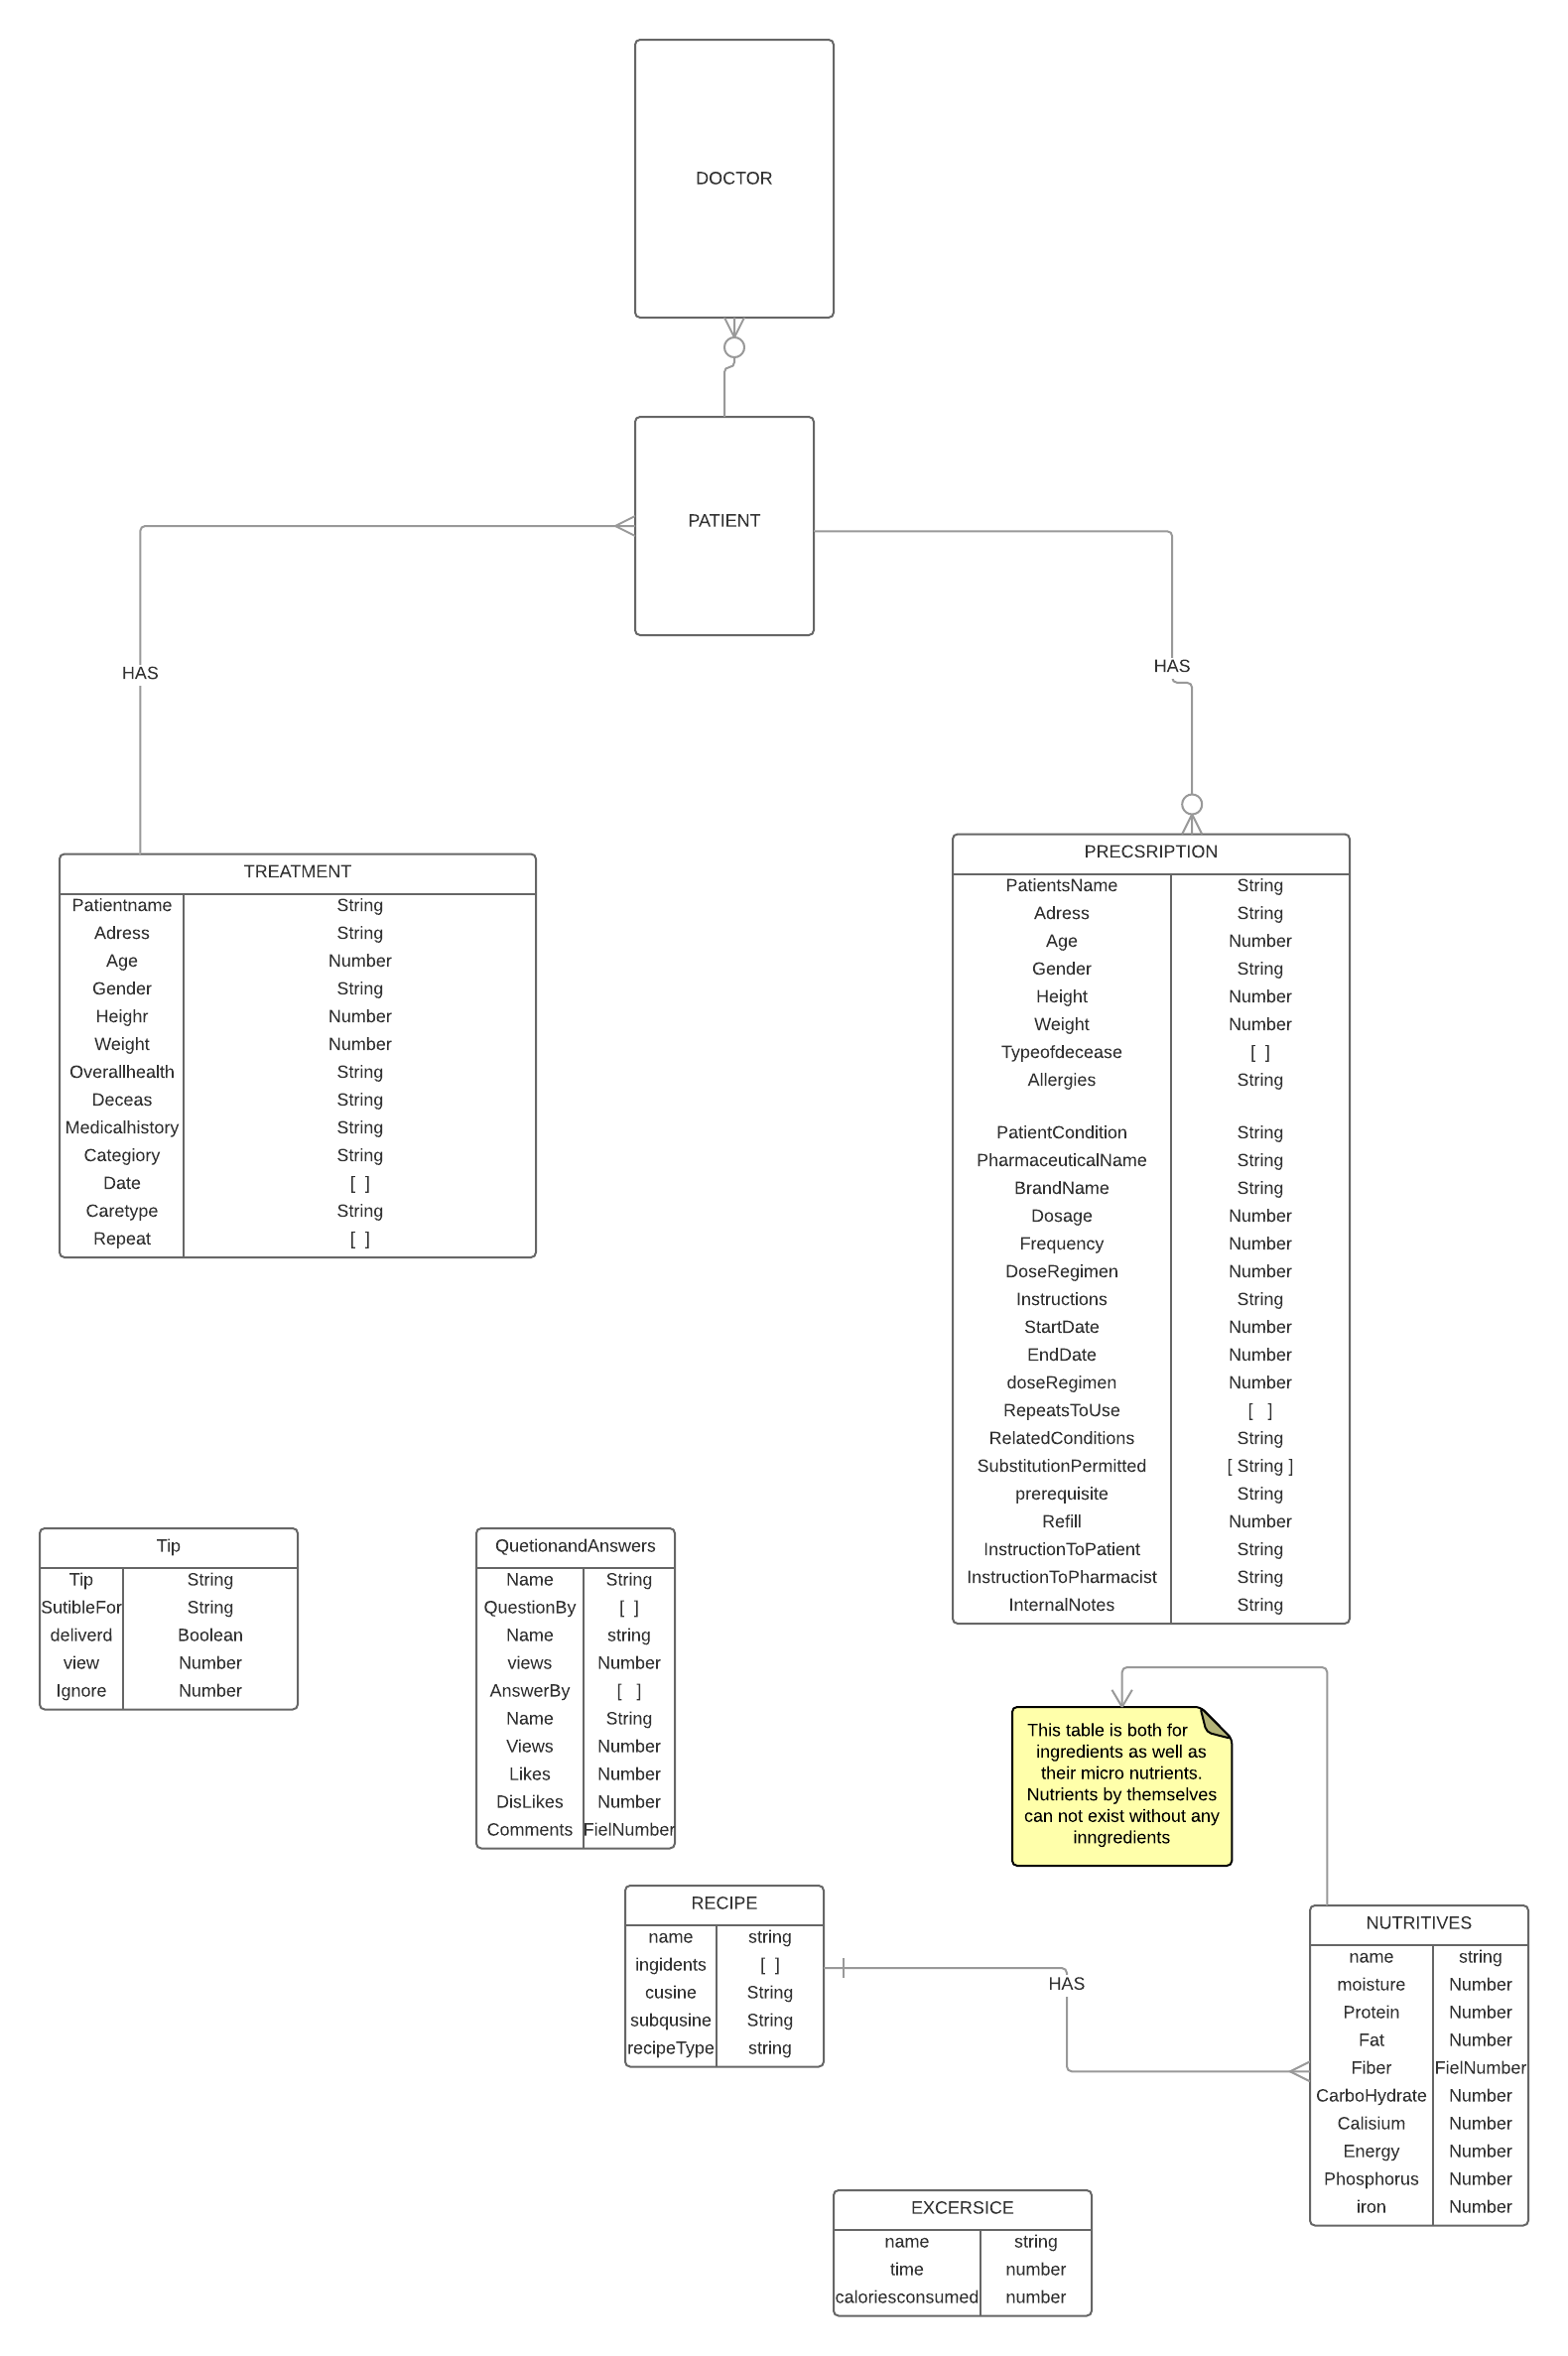 DOCTOR
PATIENT
HAS
HAS
TREATMENT
Patientname String
Adress String
Age Number
Gender String
Heighr Number
Weight Number
Overallhealth String
Deceas String
Medicalhistory String
Categiory String
Date [ ]
Caretype String
Repeat [ ]
PRECSRIPTION
PatientsName String
Adress String
Age Number
Gender String
Height Number
Weight Number
Typeofdecease [ ]
Allergies String
PatientCondition String
PharmaceuticalName String
BrandName String
Dosage Number
Frequency Number
DoseRegimen Number
Instructions String
StartDate Number
EndDate Number
doseRegimen Number
RepeatsToUse [ ]
RelatedConditions String
SubstitutionPermitted [ String ]
prerequisite String
Refill Number
InstructionToPatient String
InstructionToPharmacist String
InternalNotes String
Tip
Tip String
SutibleFor String
deliverd Boolean
view Number
Ignore Number
QuetionandAnswers
Name String
QuestionBy [ ]
Name string
views Number
AnswerBy [ ]
Name String
Views Number
Likes Number
DisLikes Number
Comments FielNumber
This table is both for
ingredients as well as
their micro nutrients.
Nutrients by themselves
can not exist without any
inngredients
RECIPE
name string
ingidents [ ]
cusine String
subqusine String
recipeType string
HAS
NUTRITIVES
name string
moisture Number
Protein Number
Fat Number
Fiber FielNumber
CarboHydrate Number
Calisium Number
Energy Number
Phosphorus Number
iron Number
EXCERSICE
name string
time number
caloriesconsumed number